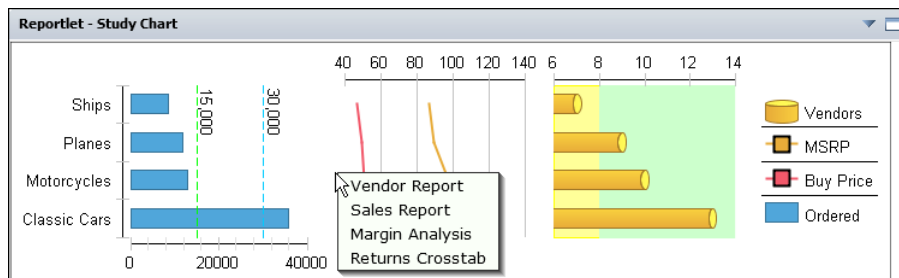 Reportlet - Study Chart
40 60 80 100 120 140 6 8 10 12 14
Ships
Planes
Motorcycles
Classic Cars
15,000
30,000
0 20000 40000
Vendor Report
Sales Report
Margin Analysis
Returns Crosstab
Vendors
MSRP
Buy Price
Ordered